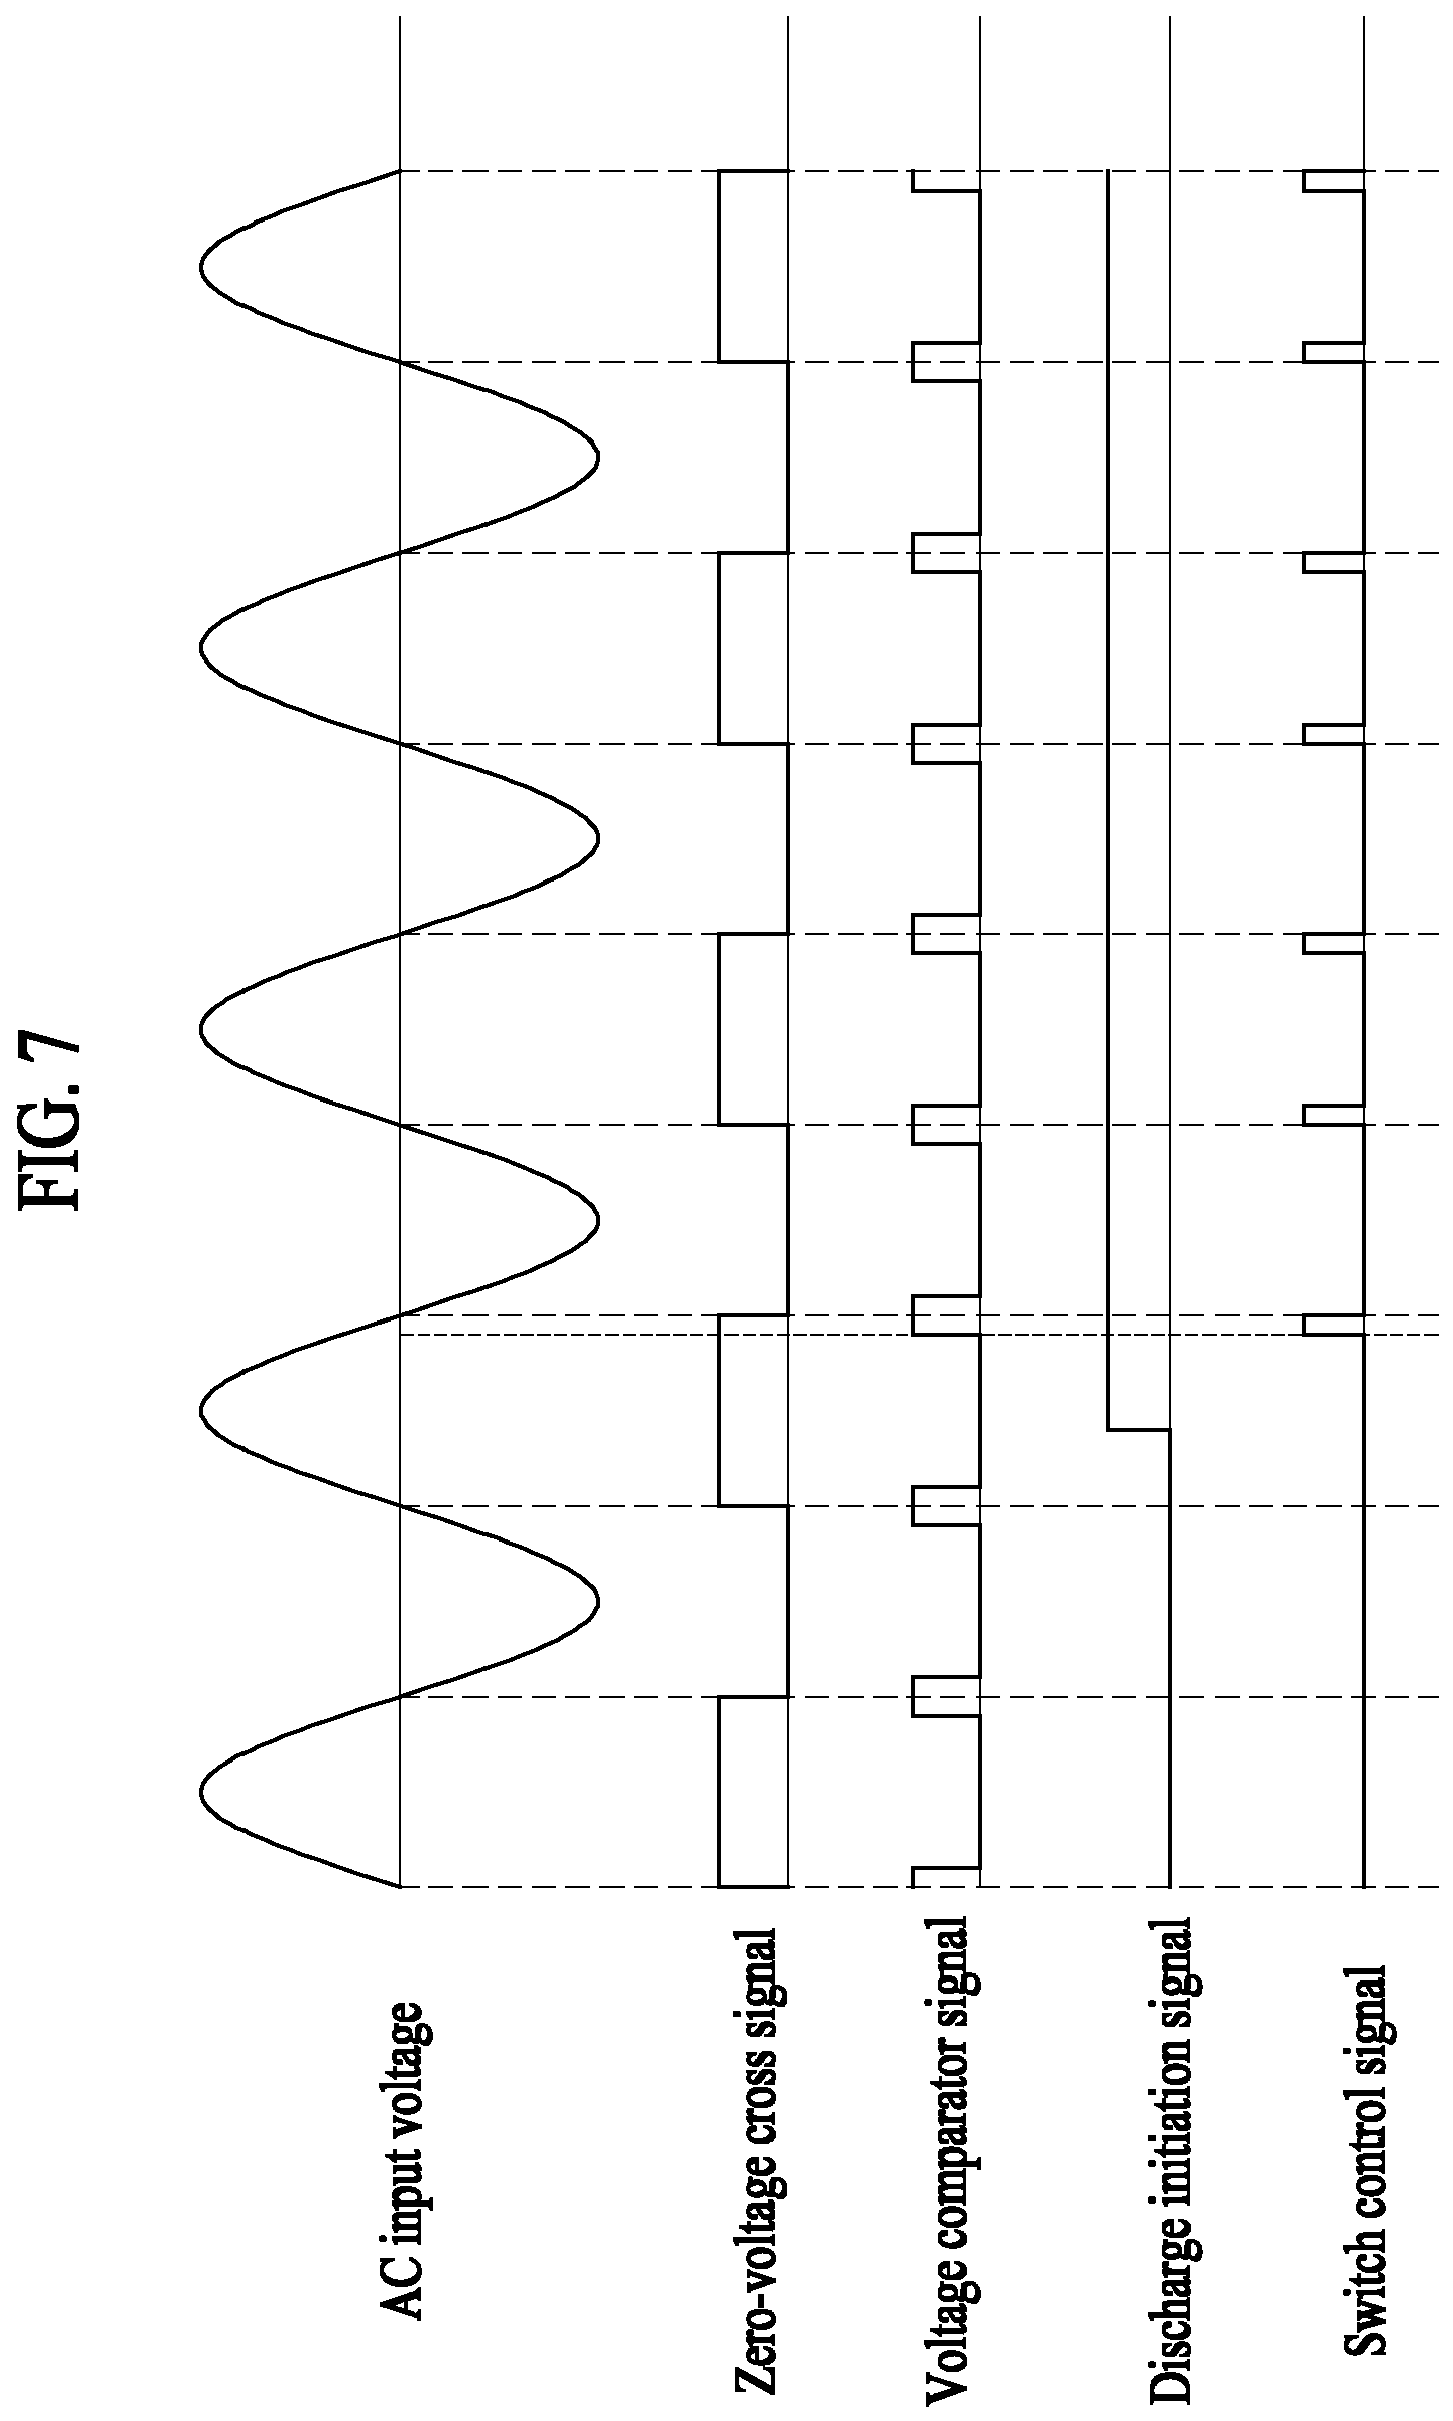 FIG. 7
AC input voltage
Zero-voltage cross signal
Voltage comparator signal
Discharge initiation signal
Switch control signal